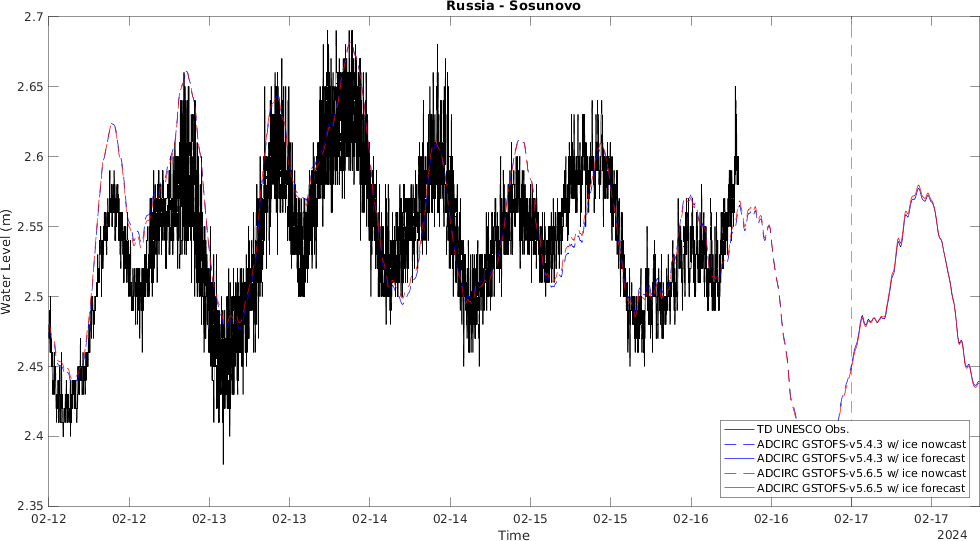 Russia - Sosunovo
2.7
2.65
2.6
2.55
2.5
2.45
2.4
2.35
Water Level (m)
TD UNESCO Obs.
ADCIRC GSTOFS-v5.4.3 w/ ice nowcast
ADCIRC GSTOFS-v5.4.3 w/ ice forecast
ADCIRC GSTOFS-v5.6.5 w/ ice nowcast
ADCIRC GSTOFS-v5.6.5 w/ ice forecast
02-12 02-12 02-13 02-13 02-14 02-14 02-15 02-15 02-16 02-16 02-17 02-17
Time
2024